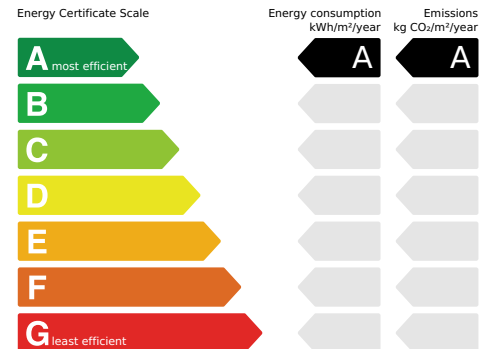 Energy Certificate Scale
Energy consumption
kWh/m²/year
Emissions
kg CO₂/m²/year
A most efficient
A
A
B
C
D
E
F
G least efficient